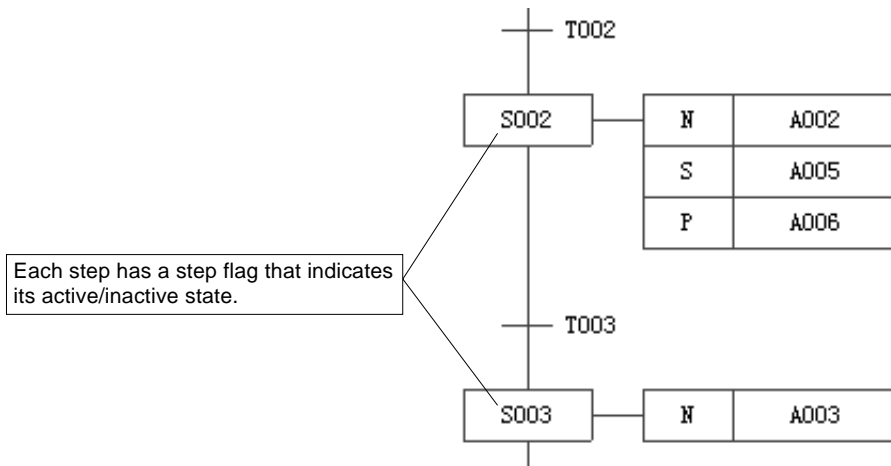 T002
S002 N A002
S A005
P A006
Each step has a step flag that indicates
its active/inactive state.
T003
S003 N A003